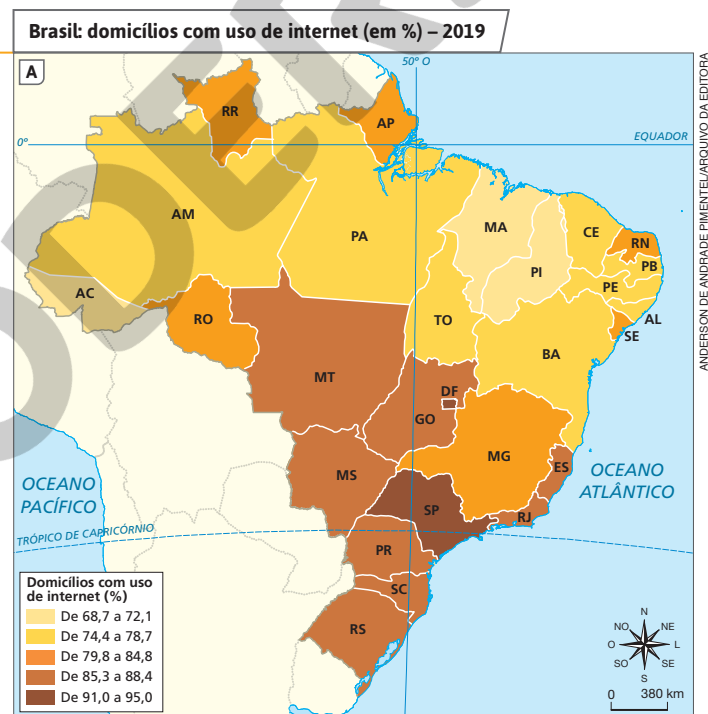 Brasil: domicílios com uso de internet (em %) – 2019
A
50° O
0°
EQUADOR
RR
AP
AM
PA
MA
CE
RN
PB
PI
PE
AC
AL
SE
RO
TO
BA
MT
DF
GO
MG
ES
MS
SP
RJ
PR
SC
RS
OCEANO
PACÍFICO
OCEANO
ATLÂNTICO
TRÓPICO DE CAPRICÓRNIO
Domicílios com uso
de internet (%)
De 68,7 a 72,1
De 74,4 a 78,7
De 79,8 a 84,8
De 85,3 a 88,4
De 91,0 a 95,0
N
NO NE
O L
SO SE
S
0 380 km
ANDERSON DE ANDRADE PIMENTEL/ARQUIVO DA EDITORA